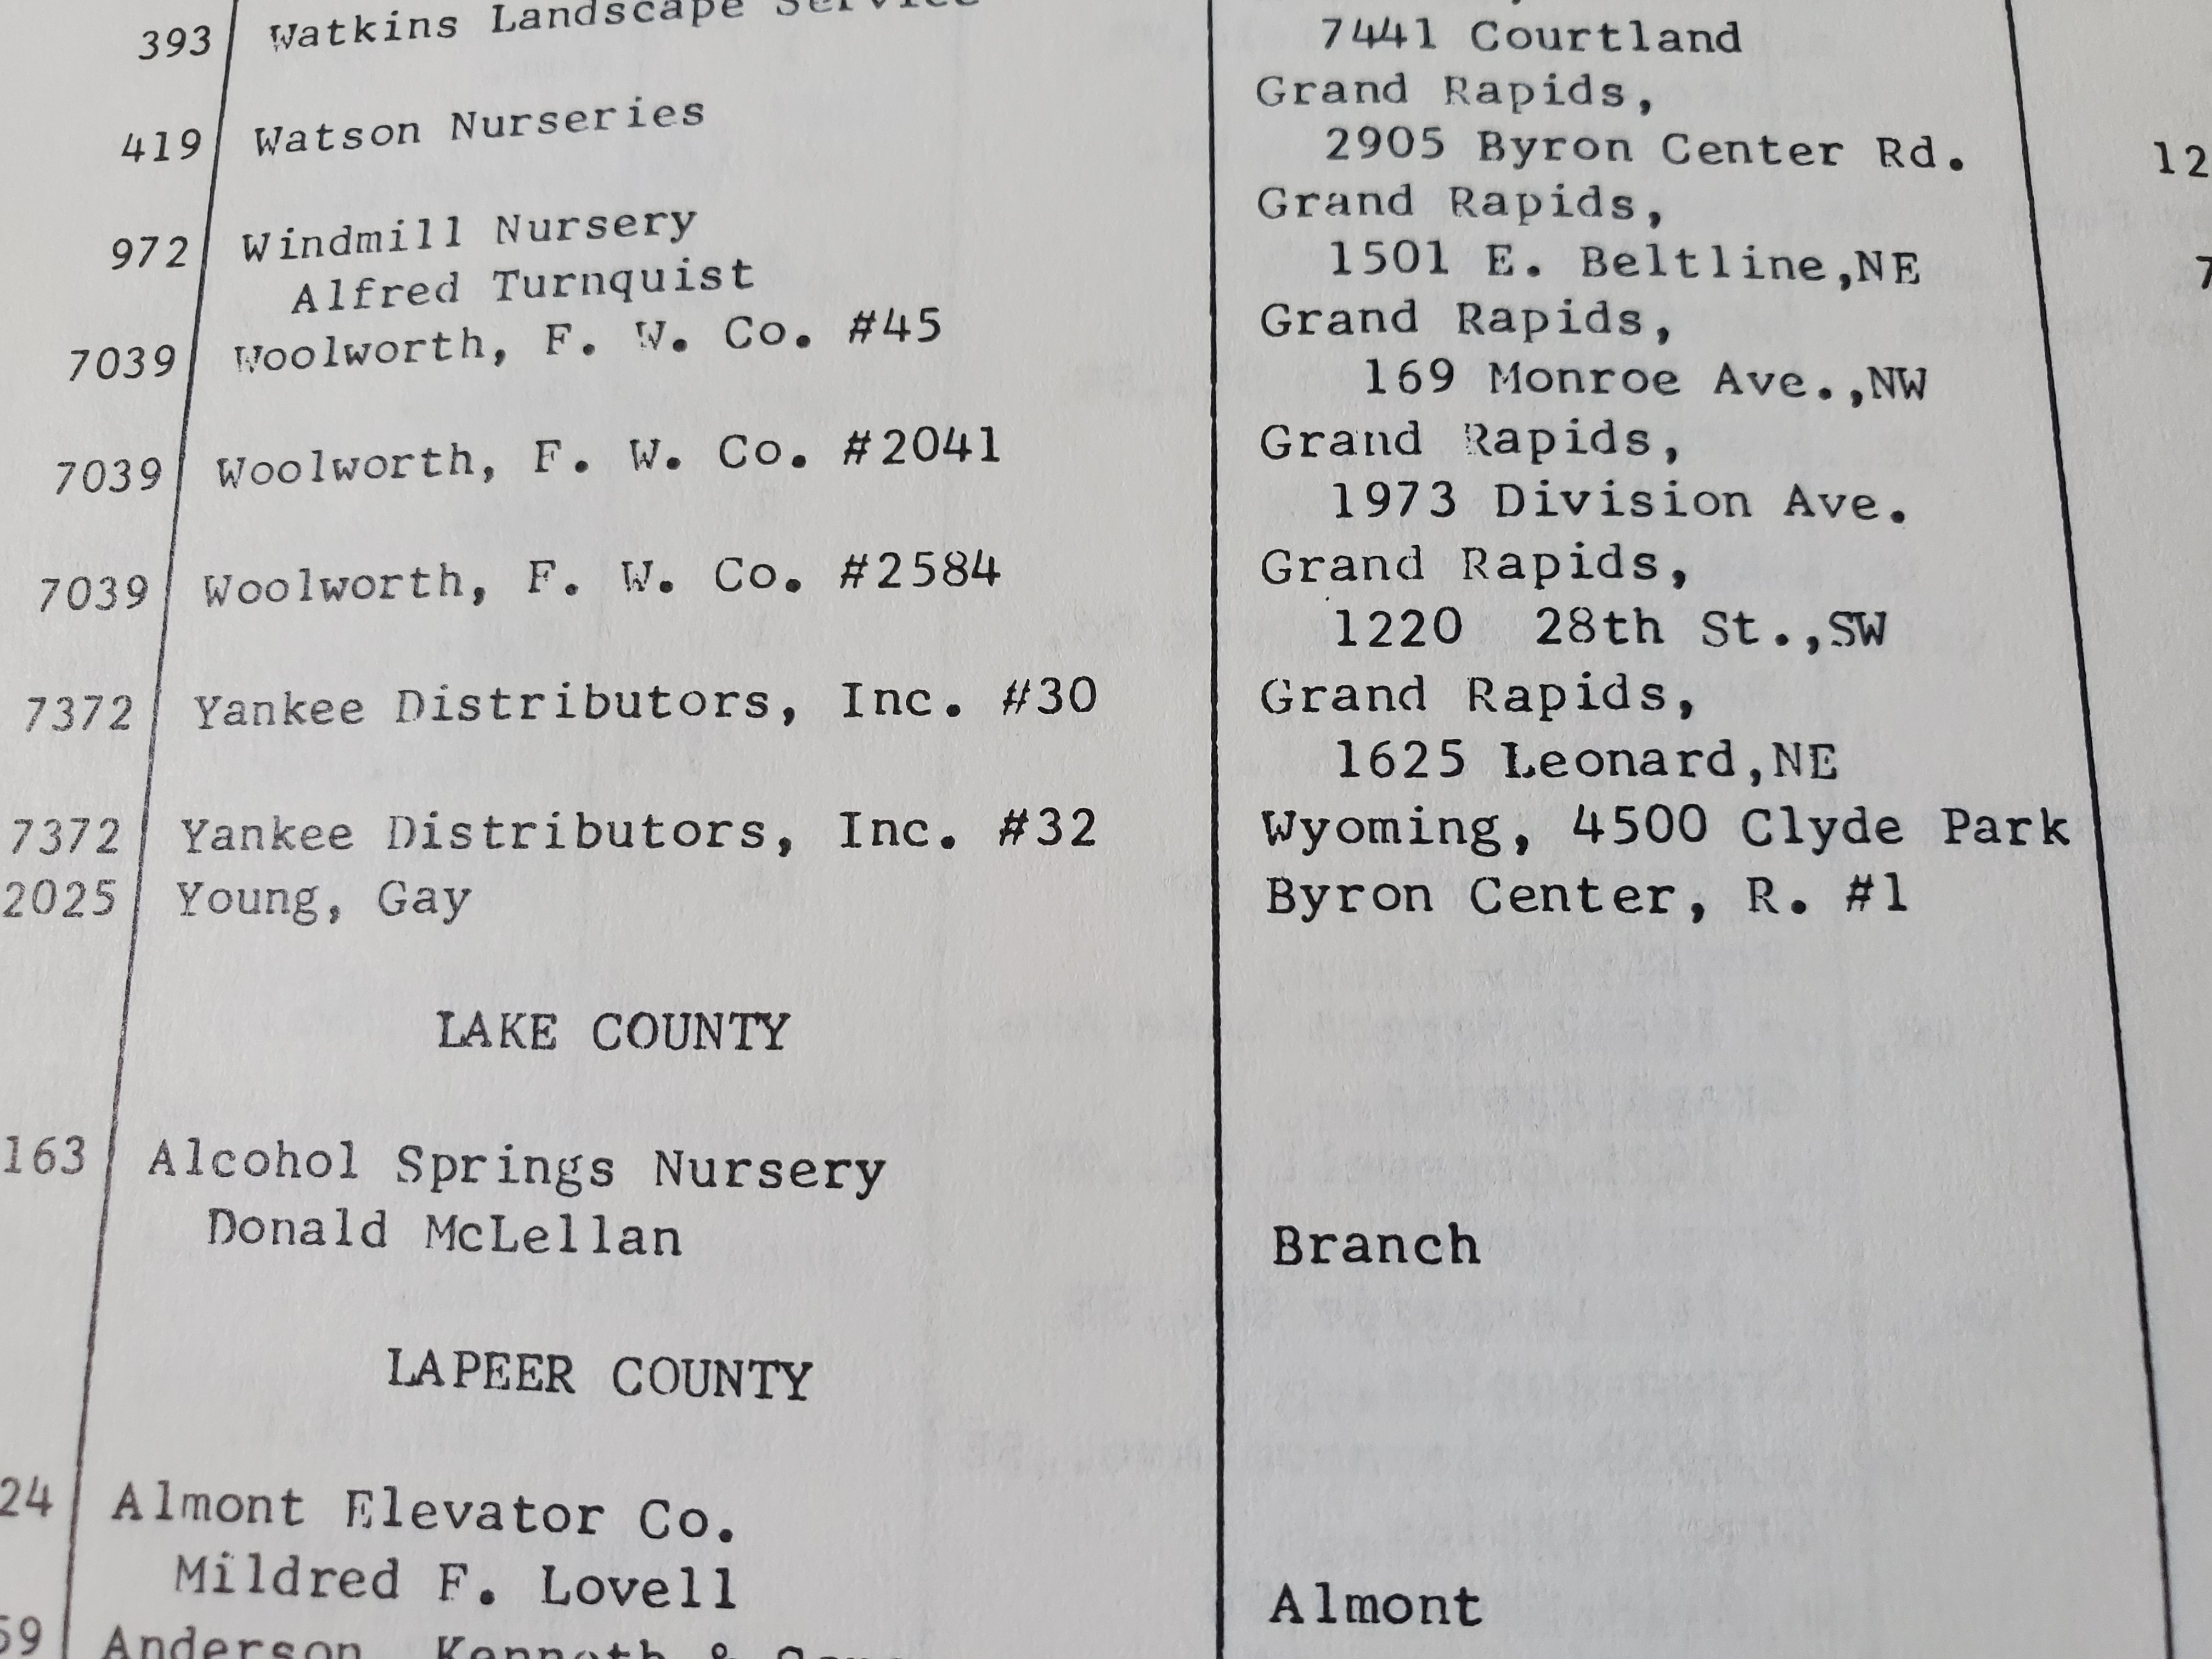 393 Watkins Landscape Service
7441 Courtland
Grand Rapids,
419 Watson Nurseries 2905 Byron Center Rd. 12
Grand Rapids,
972 Windmill Nursery 1501 E. Beltline,NE 7
Alfred Turnquist
Grand Rapids,
7039 Woolworth, F. W. Co. #45 169 Monroe Ave.,NW
Grand Rapids,
7039 Woolworth, F. W. Co. #2041 1973 Division Ave.
Grand Rapids,
7039 Woolworth, F. W. Co. #2584 1220 28th St.,SW
Grand Rapids,
7372 Yankee Distributors, Inc. #30 1625 Leonard,NE
7372 Yankee Distributors, Inc. #32 Wyoming, 4500 Clyde Park
2025 Young, Gay Byron Center, R. #1
LAKE COUNTY
163 Alcohol Springs Nursery
Donald McLellan Branch
LAPEER COUNTY
24 Almont Elevator Co.
Mildred F. Lovell Almont
59 Anderson, Kenneth &